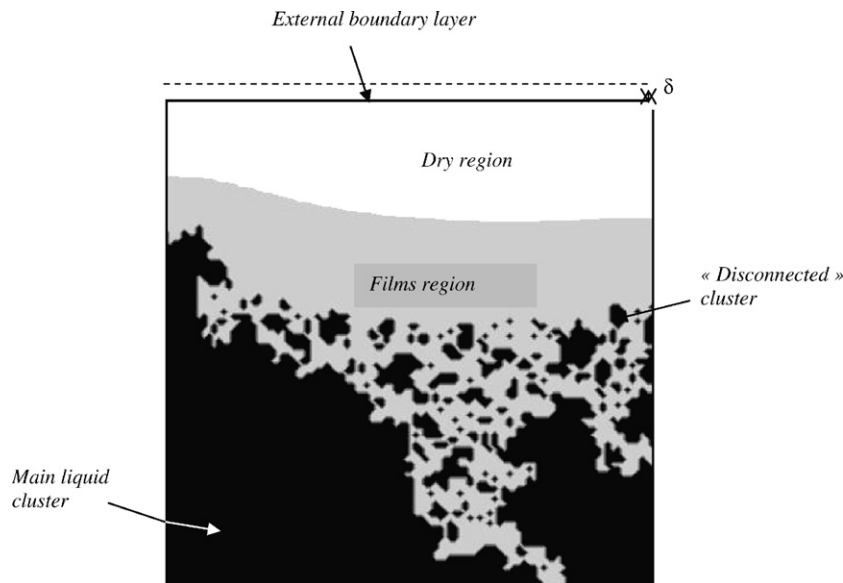 External boundary layer
δ
Dry region
Films region
« Disconnected »
cluster
Main liquid
cluster